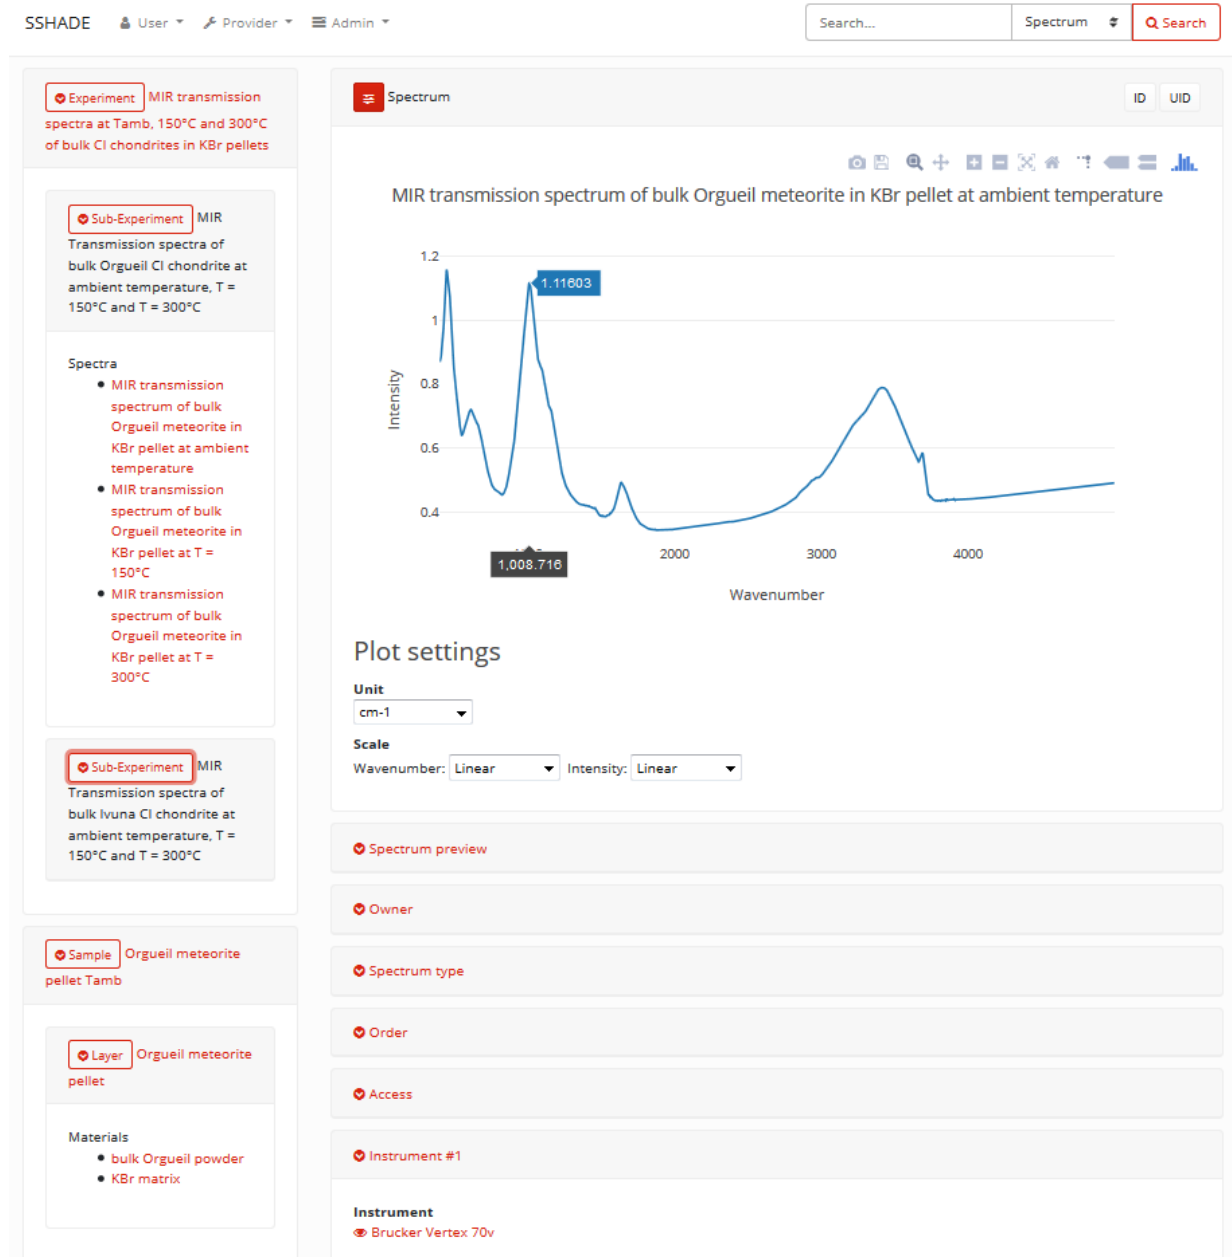 SSHADE User Provider Admin Search... Spectrum Search
Experiment MIR transmission
spectra at Tamb, 150°C and 300°C
of bulk CI chondrites in KBr pellets
Sub-Experiment MIR
Transmission spectra of
bulk Orgueil CI chondrite at
ambient temperature, T =
150°C and T = 300°C
Spectra
MIR transmission
spectrum of bulk
Orgueil meteorite in
KBr pellet at ambient
temperature
MIR transmission
spectrum of bulk
Orgueil meteorite in
KBr pellet at T =
150°C
MIR transmission
spectrum of bulk
Orgueil meteorite in
KBr pellet at T =
300°C
Sub-Experiment MIR
Transmission spectra of
bulk Ivuna CI chondrite at
ambient temperature, T =
150°C and T = 300°C
Sample Orgueil meteorite
pellet Tamb
Layer Orgueil meteorite
pellet
Materials
bulk Orgueil powder
KBr matrix
Spectrum ID UID
MIR transmission spectrum of bulk Orgueil meteorite in KBr pellet at ambient temperature
1.2
1.11603
1
0.8
Intensity
0.6
0.4
2000 3000 4000
1,008.716
Wavenumber
Plot settings
Unit
cm-1
Scale
Wavenumber: Linear Intensity: Linear
Spectrum preview
Owner
Spectrum type
Order
Access
Instrument #1
Instrument
Brucker Vertex 70v